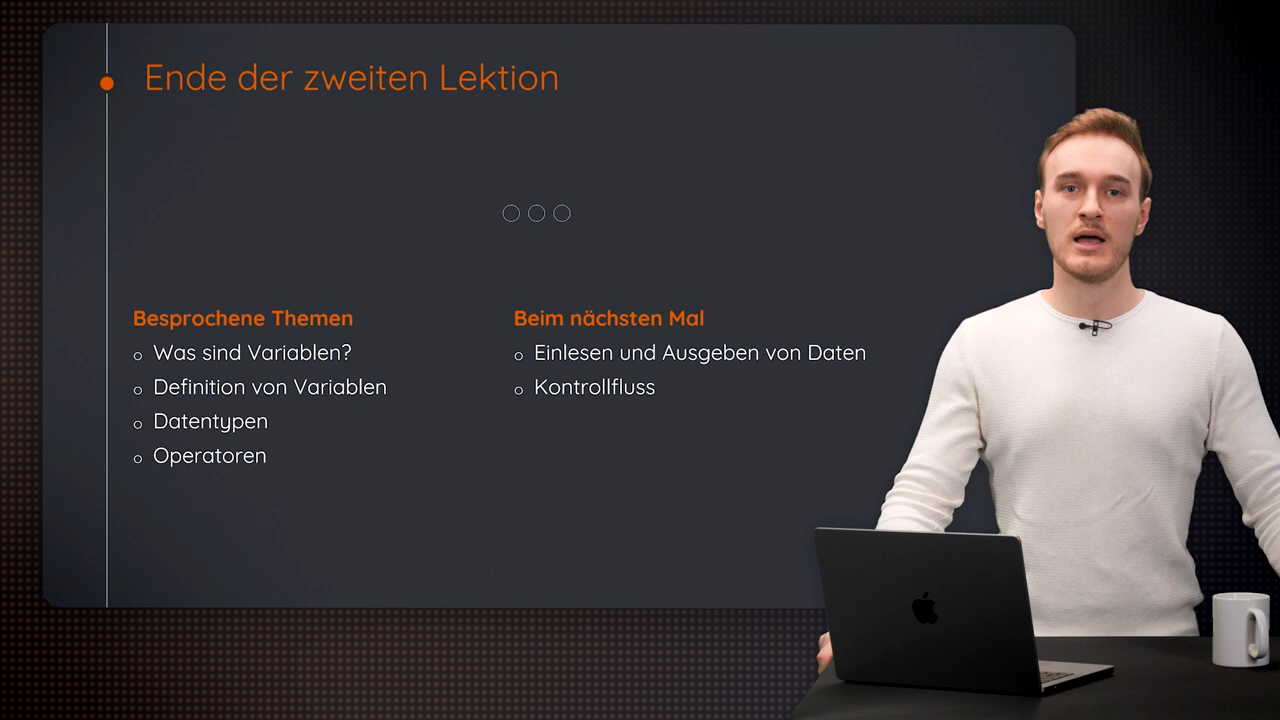 Ende der zweiten Lektion
Besprochene Themen
Was sind Variablen?
Definition von Variablen
Datentypen
Operatoren
Beim nächsten Mal
Einlesen und Ausgeben von Daten
Kontrollfluss